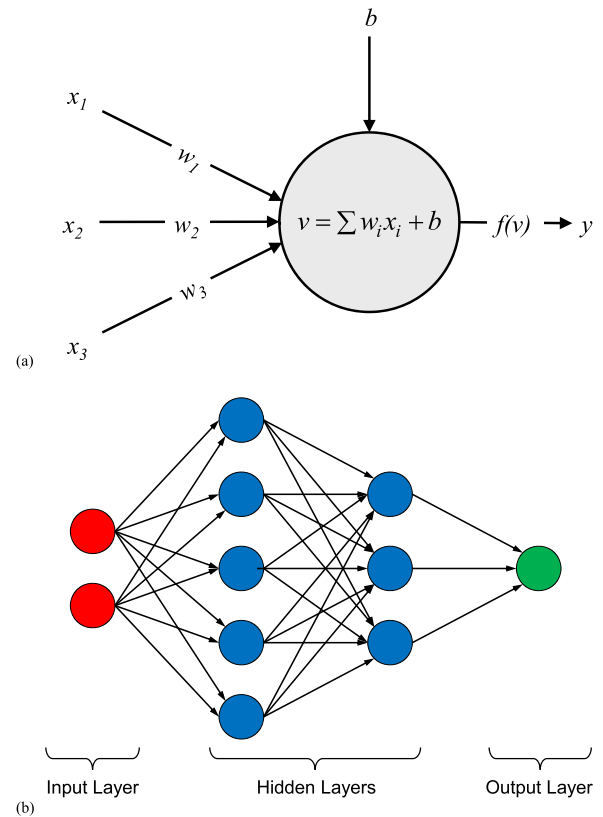 b
x1
w1
x2
w2
v = ∑ wixi + b
f(v)
y
w3
x3
(a)
Input Layer
Hidden Layers
Output Layer
(b)